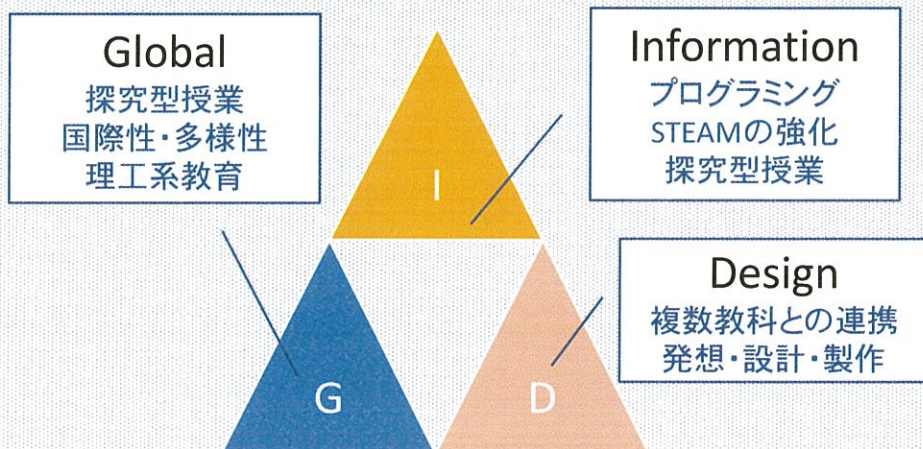 Global
探究型授業
国際性・多様性
理工系教育
Information
プログラミング
STEAMの強化
探究型授業
I
Design
複数教科との連携
発想・設計・製作
G
D